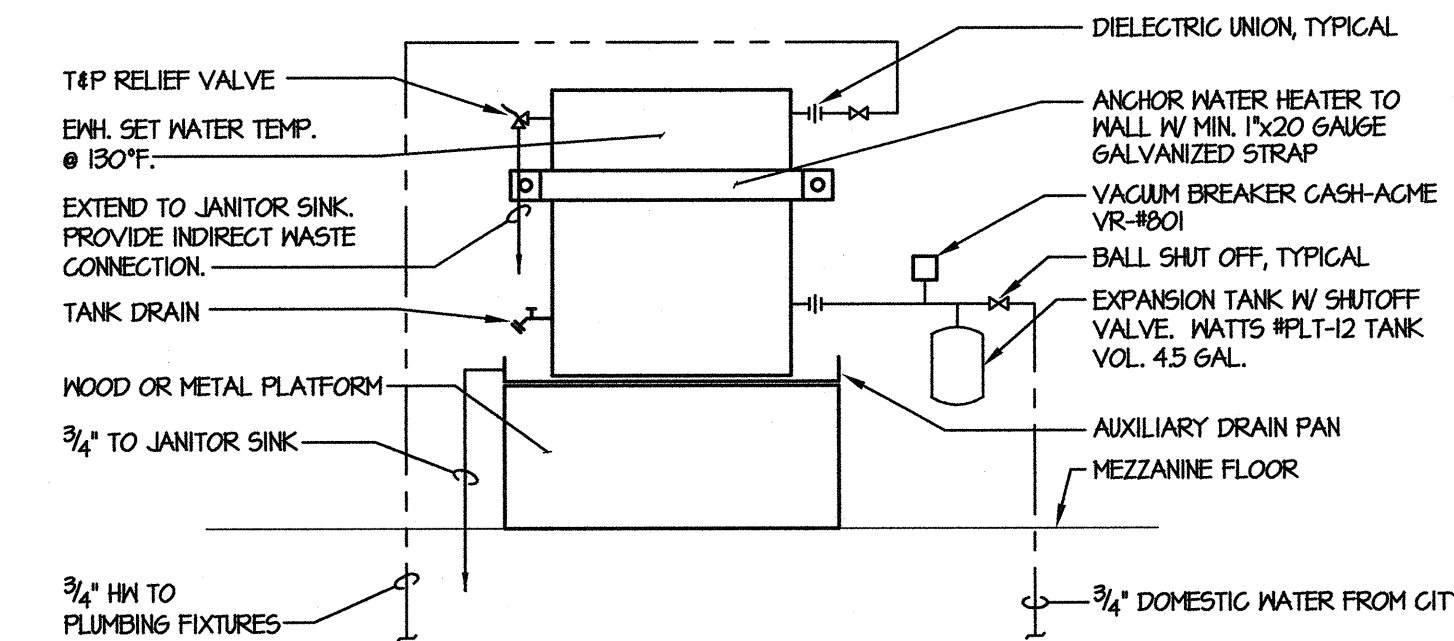 T&P RELIEF VALVE
EWH. SET WATER TEMP.
@ 130°F.
EXTEND TO JANITOR SINK.
PROVIDE INDIRECT WASTE
CONNECTION.
TANK DRAIN
WOOD OR METAL PLATFORM
3/4" TO JANITOR SINK
3/4" HW TO
PLUMBING FIXTURES
DIELECTRIC UNION, TYPICAL
ANCHOR WATER HEATER TO
WALL W/ MIN. 1"x20 GAUGE
GALVANIZED STRAP
VACUUM BREAKER CASH-ACME
VR-#801
BALL SHUT OFF, TYPICAL
EXPANSION TANK W/ SHUTOFF
VALVE. WATTS #PLT-12 TANK
VOL. 4.5 GAL.
AUXILIARY DRAIN PAN
MEZZANINE FLOOR
3/4" DOMESTIC WATER FROM CIT